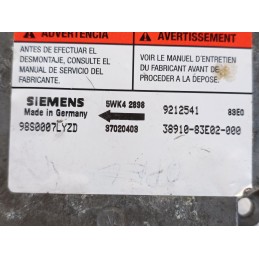 ADVERTENCIA
AVERTISSEMENT
ANTES DE EFECTUAR EL
DESMONTAJE, CONSULTE EL
MANUAL DE SERVICIO DEL
FABRICANTE.
VOIR LE MANUEL D'ENTRETIEN
DU FABRICANT AVANT DE
PROCEDER A LA DEPOSE.
SIEMENS
Made in Germany
5WK4 2898
9212541
83E0
98S0007LYZD
37020403
38910-83E02-000